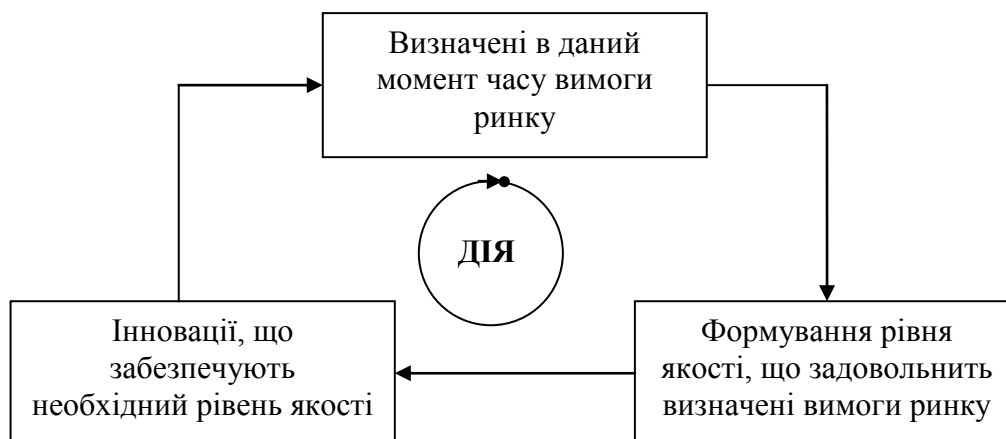 Визначені в даний
момент часу вимоги
ринку
ДІЯ
Інновації, що
забезпечують
необхідний рівень якості
Формування рівня
якості, що задовольнить
визначені вимоги ринку